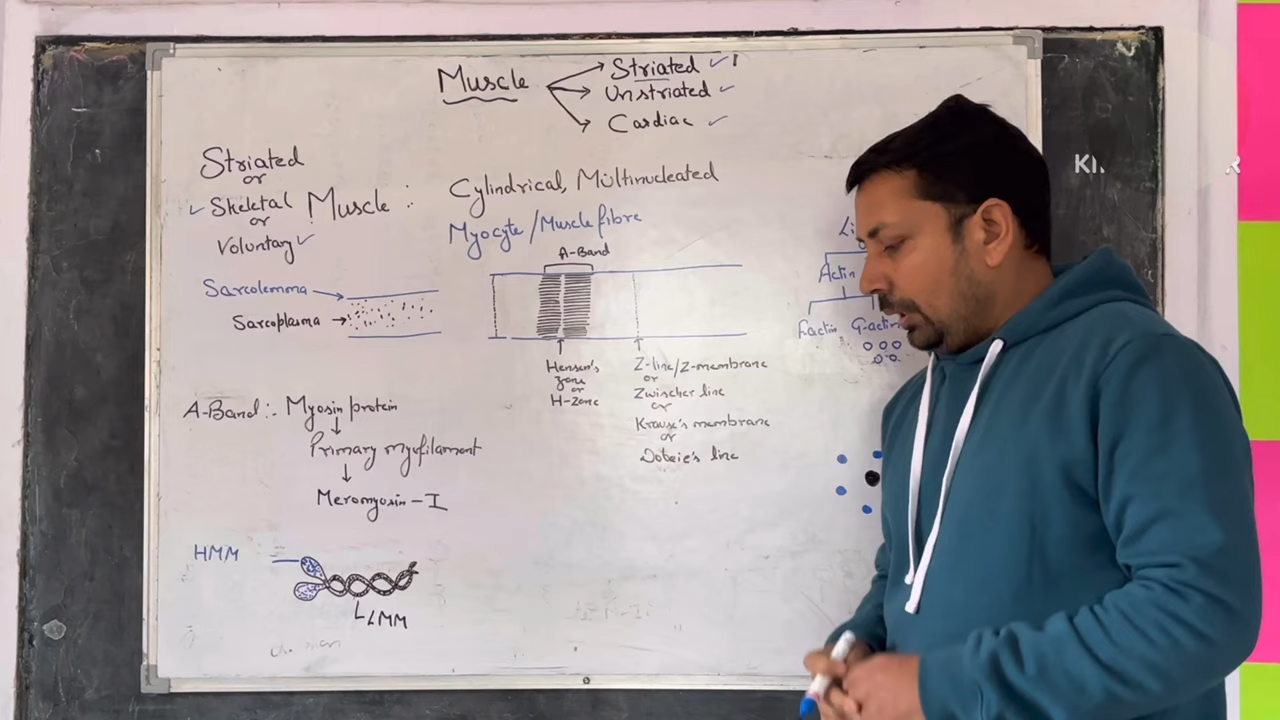 Muscle
Striated
Unstriated
Cardiac
Striated
or
Skeletal
or
Voluntary
Muscle :
Cylindrical, Multinucleated
Myocyte/Muscle fibre
A-Band
Sarcolemma
Sarcoplasma
Hensen's
zone
or
H-zone
Z-line/Z-membrane
or
Zwischer line
or
Krause's membrane
or
Dobeie's line
A-Band :- Myosin protein
Primary myofilament
Meromyosin - I
HMM
LMM
Actin
F-actin G-actin